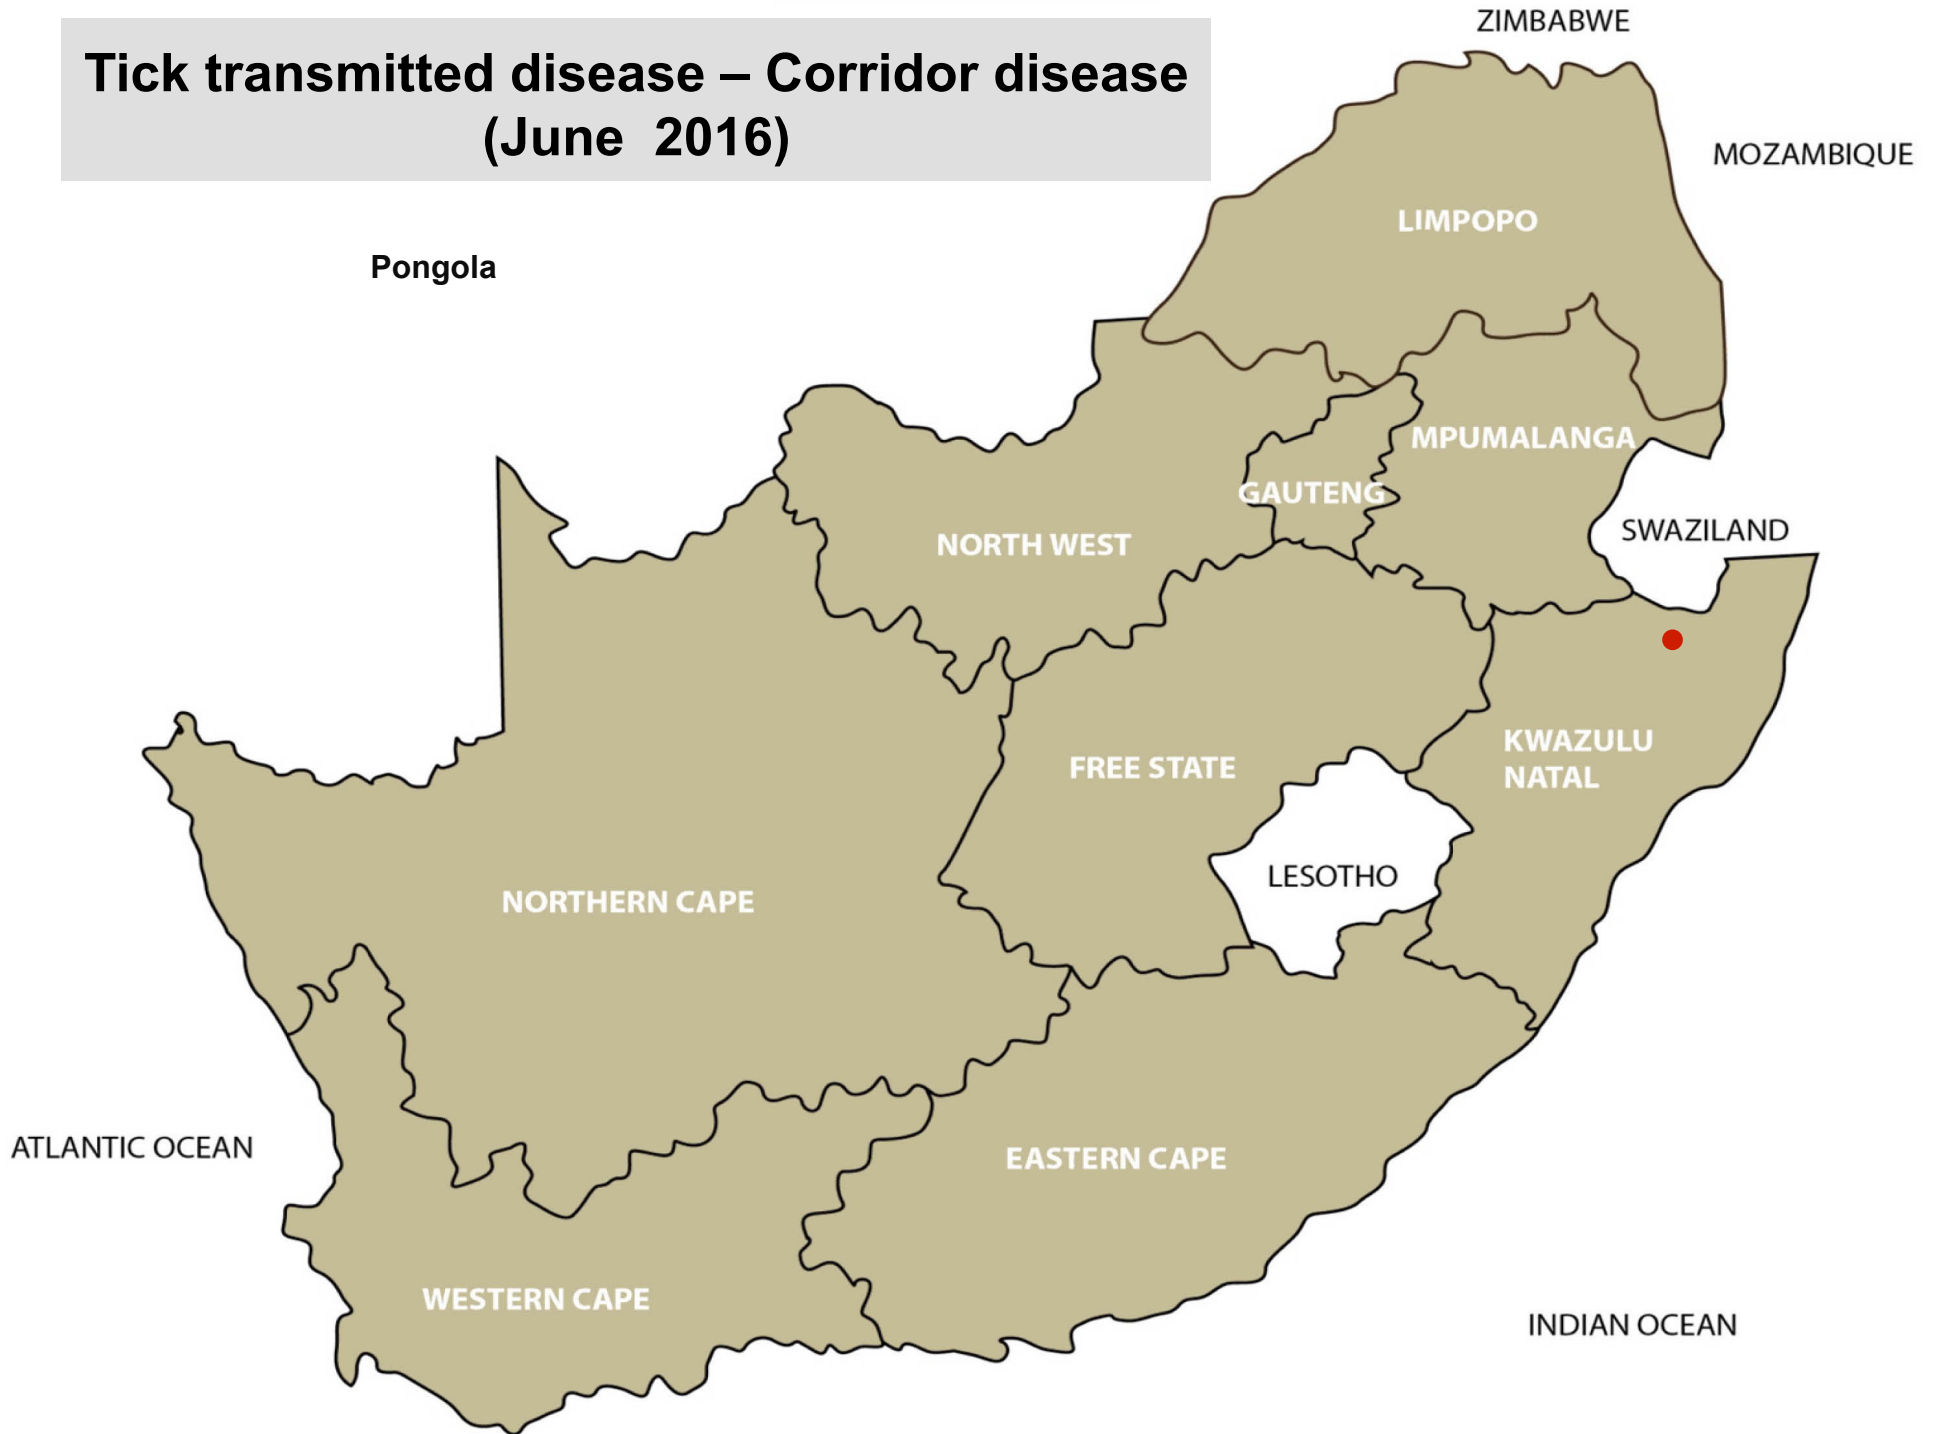 Tick transmitted disease – Corridor disease
(June 2016)
ZIMBABWE
MOZAMBIQUE
LIMPOPO
Pongola
MPUMALANGA
GAUTENG
SWAZILAND
NORTH WEST
KWAZULU
NATAL
FREE STATE
LESOTHO
NORTHERN CAPE
ATLANTIC OCEAN
EASTERN CAPE
WESTERN CAPE
INDIAN OCEAN